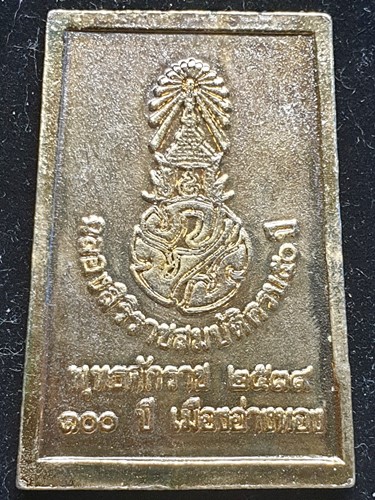 ฉลองสิริราชสมบัติครบ ๕๐ ปี
พุทธศักราช ๒๕๓๙
๑๐๐ ปี เมืองอ่างทอง